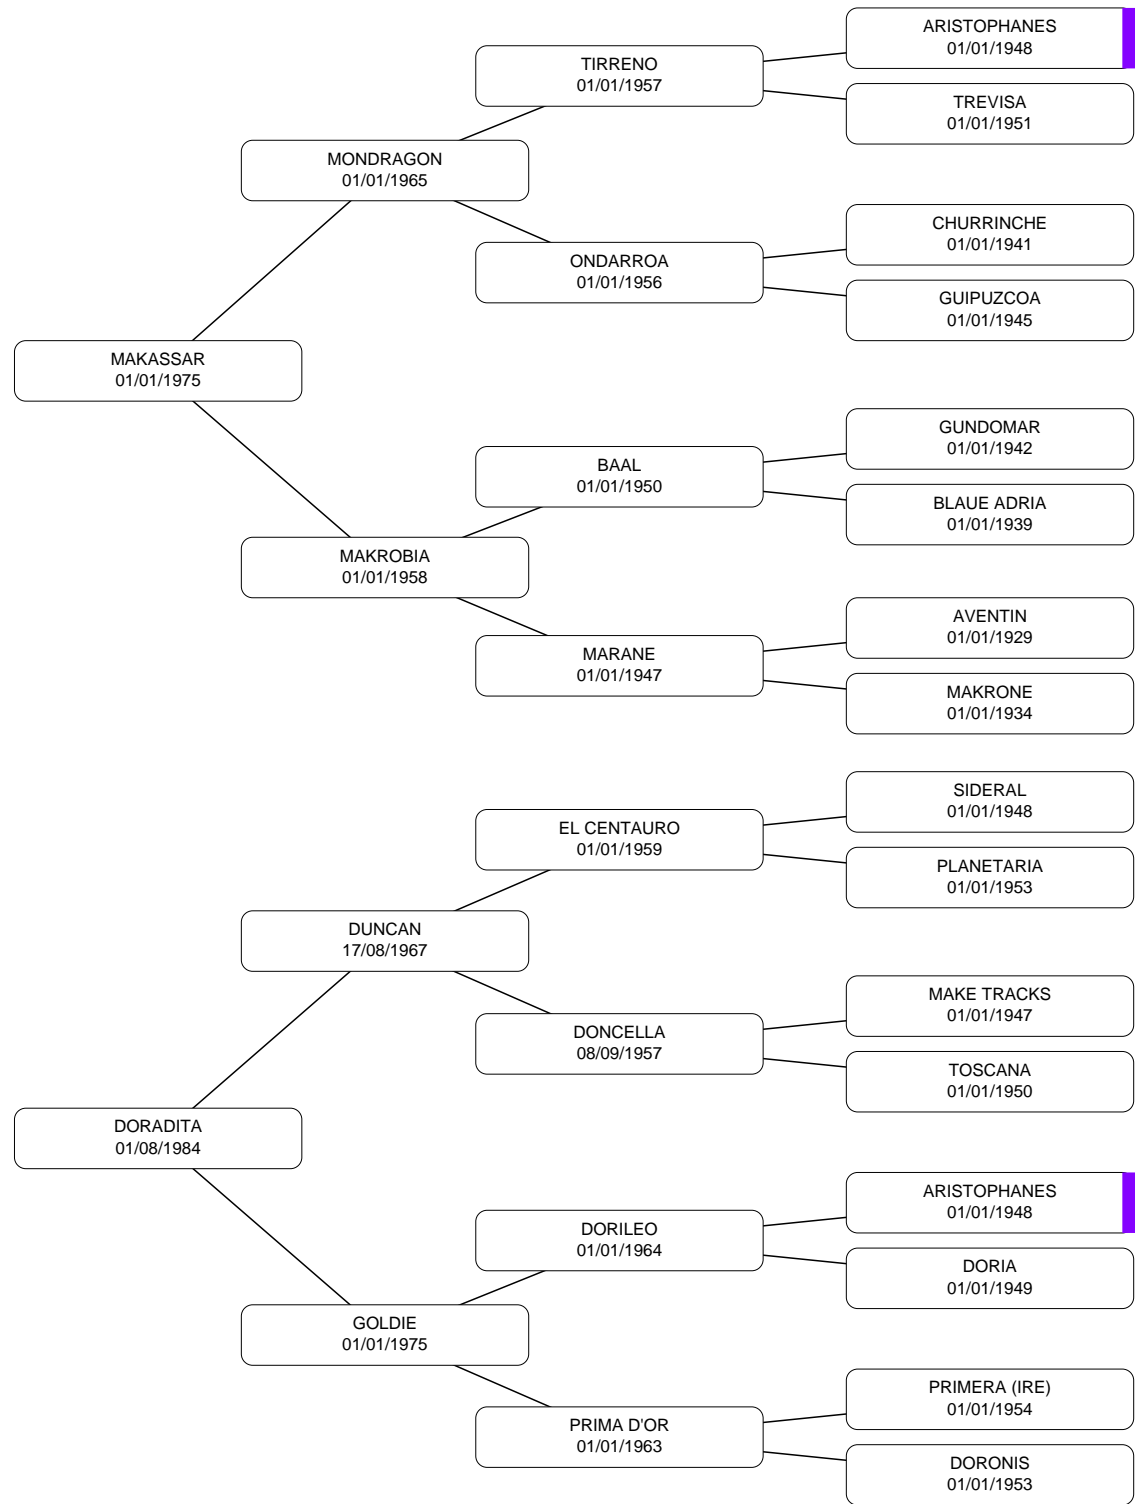 ARISTOPHANES
01/01/1948
TIRRENO
01/01/1957
TREVISA
01/01/1951
MONDRAGON
01/01/1965
CHURRINCHE
01/01/1941
ONDARROA
01/01/1956
GUIPUZCOA
01/01/1945
MAKASSAR
01/01/1975
GUNDOMAR
01/01/1942
BAAL
01/01/1950
BLAUE ADRIA
01/01/1939
MAKROBIA
01/01/1958
AVENTIN
01/01/1929
MARANE
01/01/1947
MAKRONE
01/01/1934
SIDERAL
01/01/1948
EL CENTAURO
01/01/1959
PLANETARIA
01/01/1953
DUNCAN
17/08/1967
MAKE TRACKS
01/01/1947
DONCELLA
08/09/1957
TOSCANA
01/01/1950
DORADITA
01/08/1984
ARISTOPHANES
01/01/1948
DORILEO
01/01/1964
DORIA
01/01/1949
GOLDIE
01/01/1975
PRIMERA (IRE)
01/01/1954
PRIMA D'OR
01/01/1963
DORONIS
01/01/1953